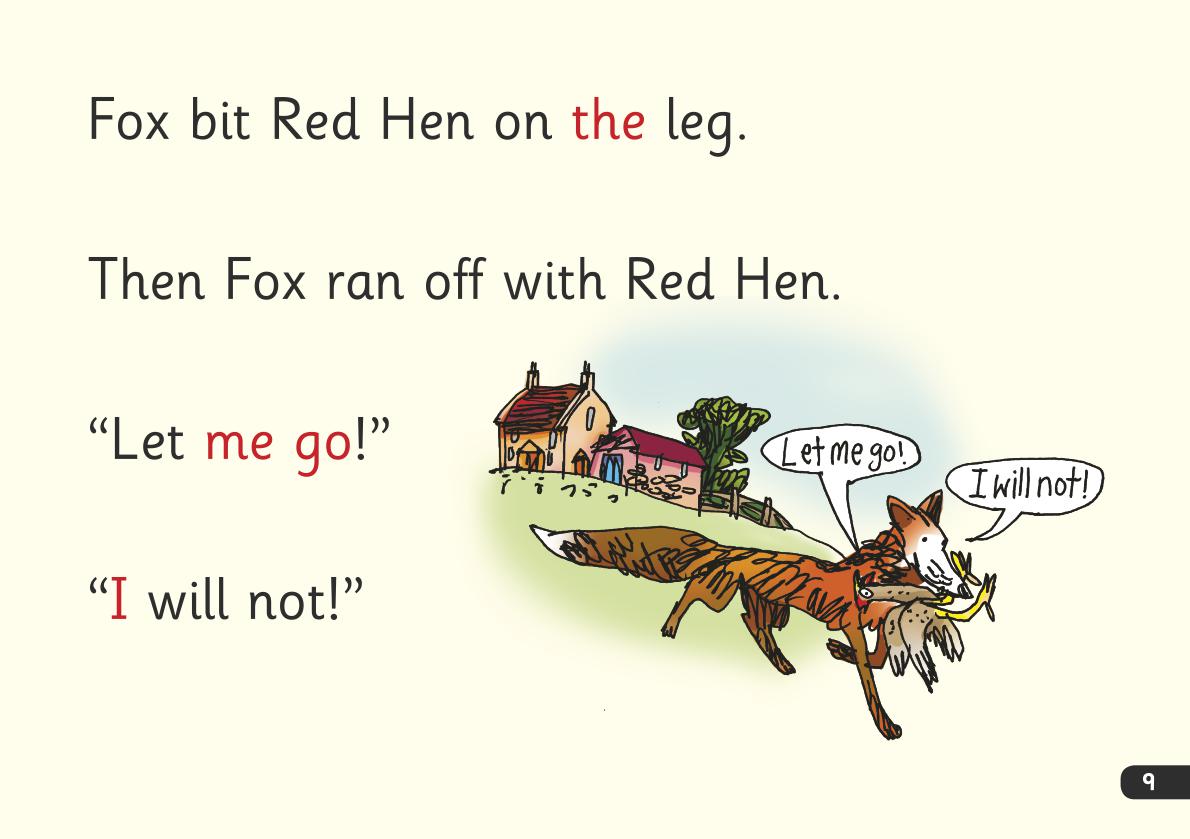 Fox bit Red Hen on the leg.
Then Fox ran off with Red Hen.
“Let me go!”
Let me go!
I will not!
“I will not!”
9